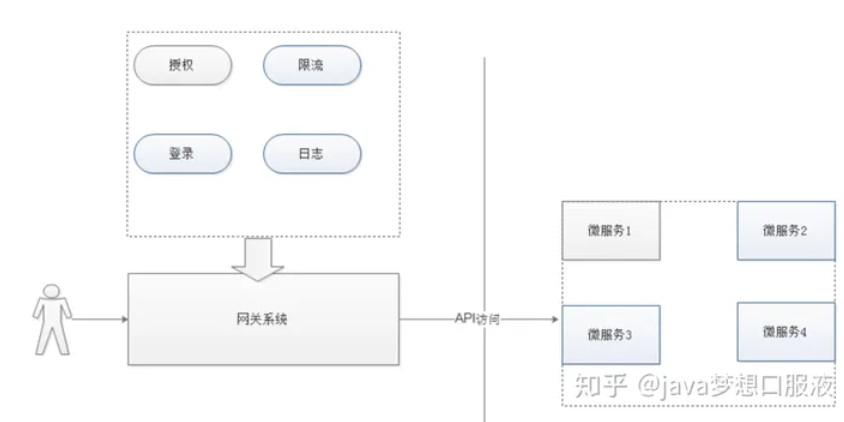 授权
限流
登录
日志
网关系统
API访问
微服务1
微服务2
微服务3
微服务4
知乎 @java梦想口服液